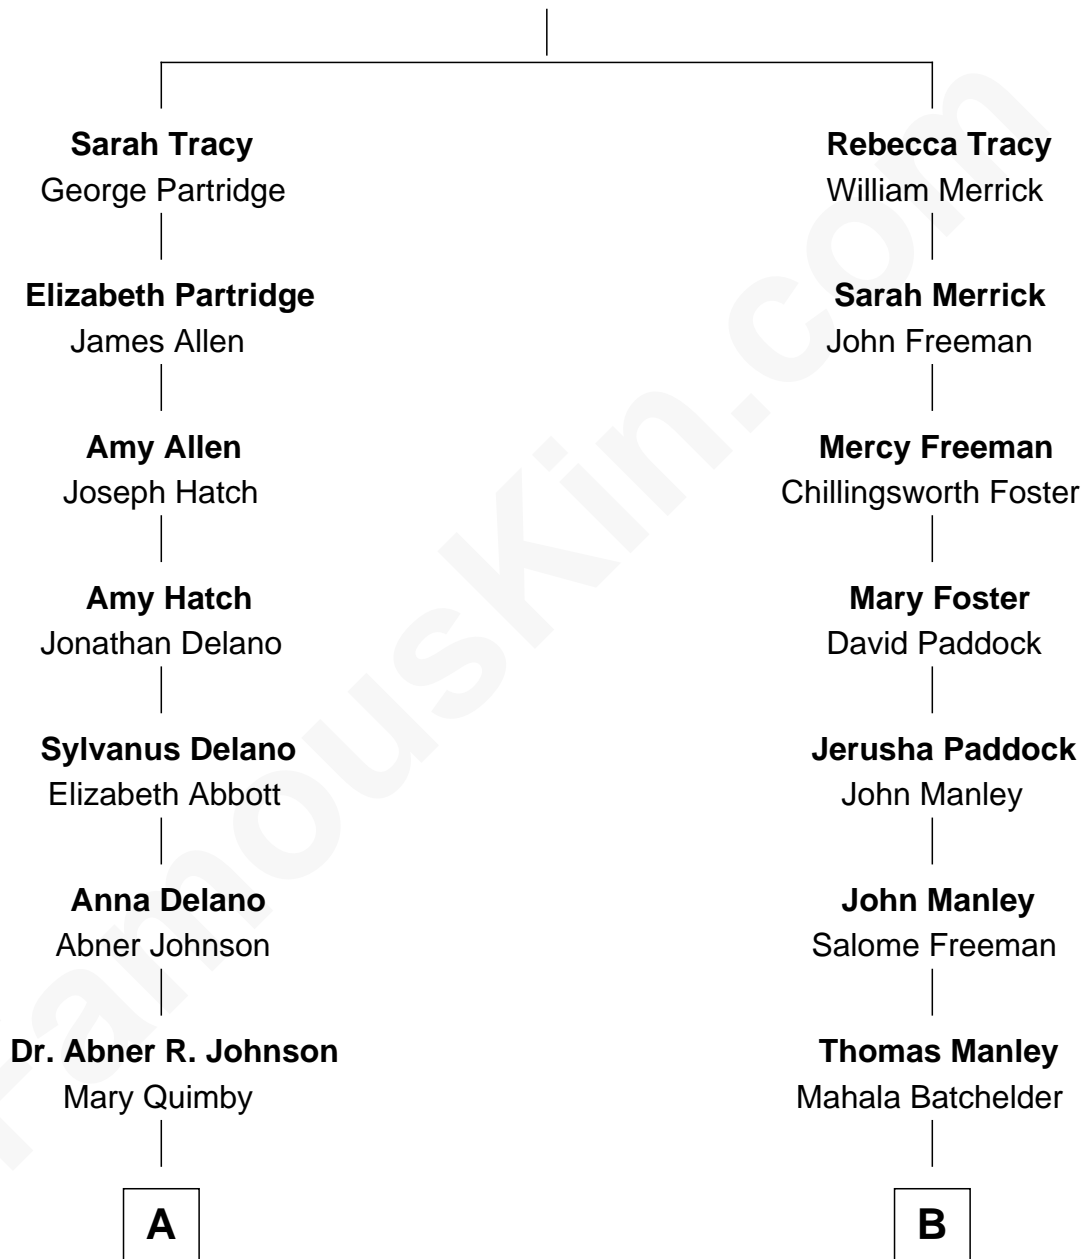 Sarah Tracy
George Partridge
Elizabeth Partridge
James Allen
Amy Allen
Joseph Hatch
Amy Hatch
Jonathan Delano
Sylvanus Delano
Elizabeth Abbott
Anna Delano
Abner Johnson
Dr. Abner R. Johnson
Mary Quimby
A
Rebecca Tracy
William Merrick
Sarah Merrick
John Freeman
Mercy Freeman
Chillingsworth Foster
Mary Foster
David Paddock
Jerusha Paddock
John Manley
John Manley
Salome Freeman
Thomas Manley
Mahala Batchelder
B
FamousKin.com